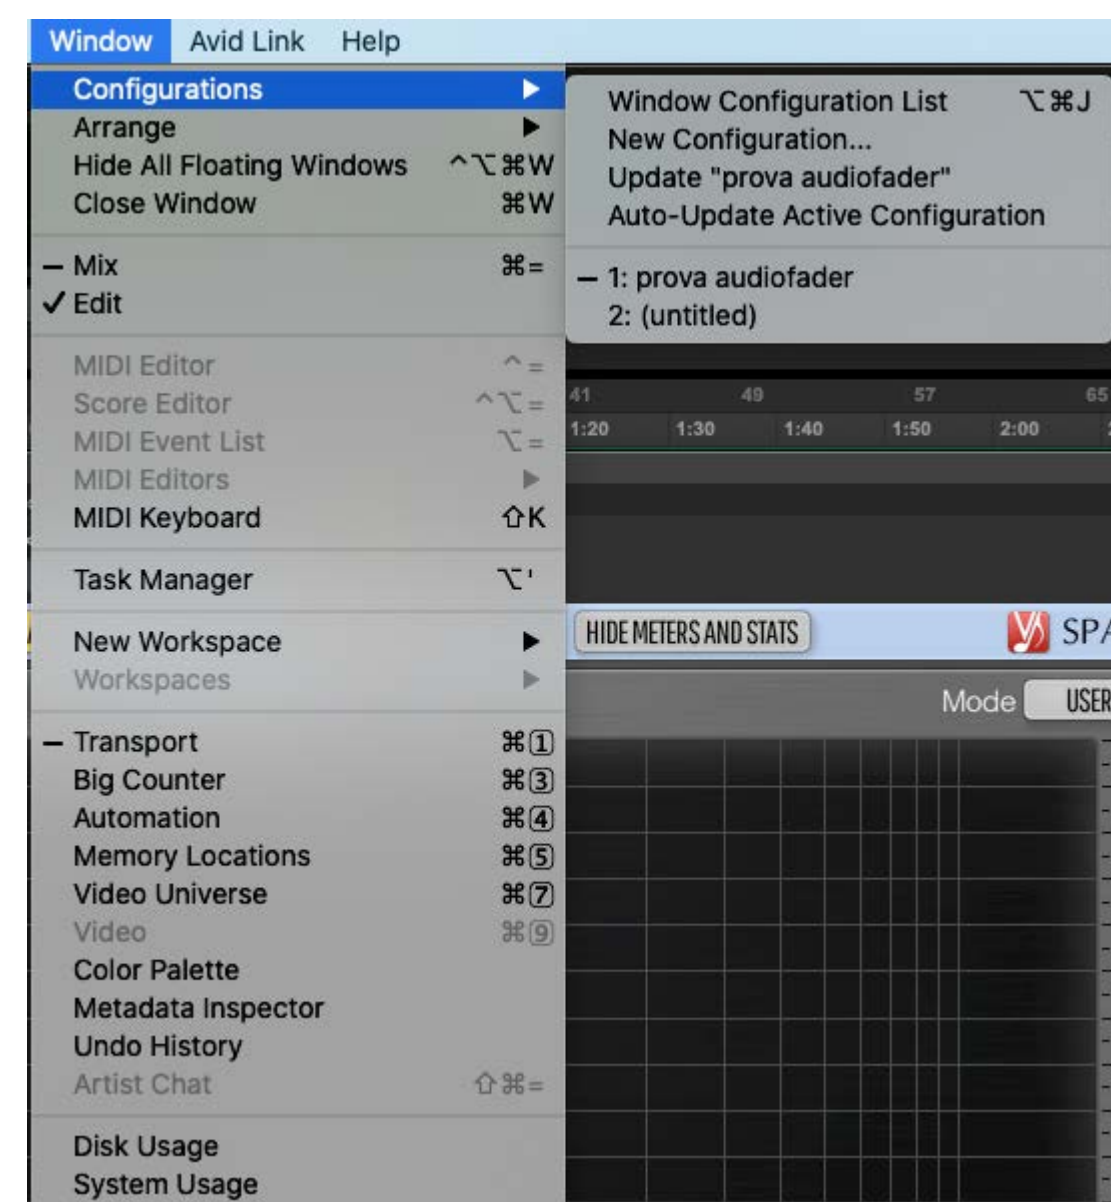 Window Avid Link Help
Configurations ▶
Arrange ▶
Hide All Floating Windows ^⌥⌘W
Close Window ⌘W
– Mix ⌘=
✓ Edit
MIDI Editor ^=
Score Editor ^⌥=
MIDI Event List ⌥=
MIDI Editors ▶
MIDI Keyboard ⇧K
Task Manager ⌥'
New Workspace ▶
Workspaces ▶
– Transport ⌘1
Big Counter ⌘3
Automation ⌘4
Memory Locations ⌘5
Video Universe ⌘7
Video ⌘9
Color Palette
Metadata Inspector
Undo History
Artist Chat ⇧⌘=
Disk Usage
System Usage
Window Configuration List ⌥⌘J
New Configuration...
Update "prova audiofader"
Auto-Update Active Configuration
– 1: prova audiofader
2: (untitled)
41 49 57 65
1:20 1:30 1:40 1:50 2:00
HIDE METERS AND STATS SPA
Mode USER